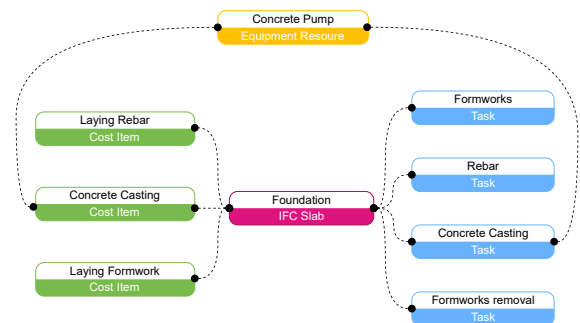 Concrete Pump
Equipment Resoure
Laying Rebar
Cost Item
Concrete Casting
Cost Item
Laying Formwork
Cost Item
Foundation
IFC Slab
Formworks
Task
Rebar
Task
Concrete Casting
Task
Formworks removal
Task